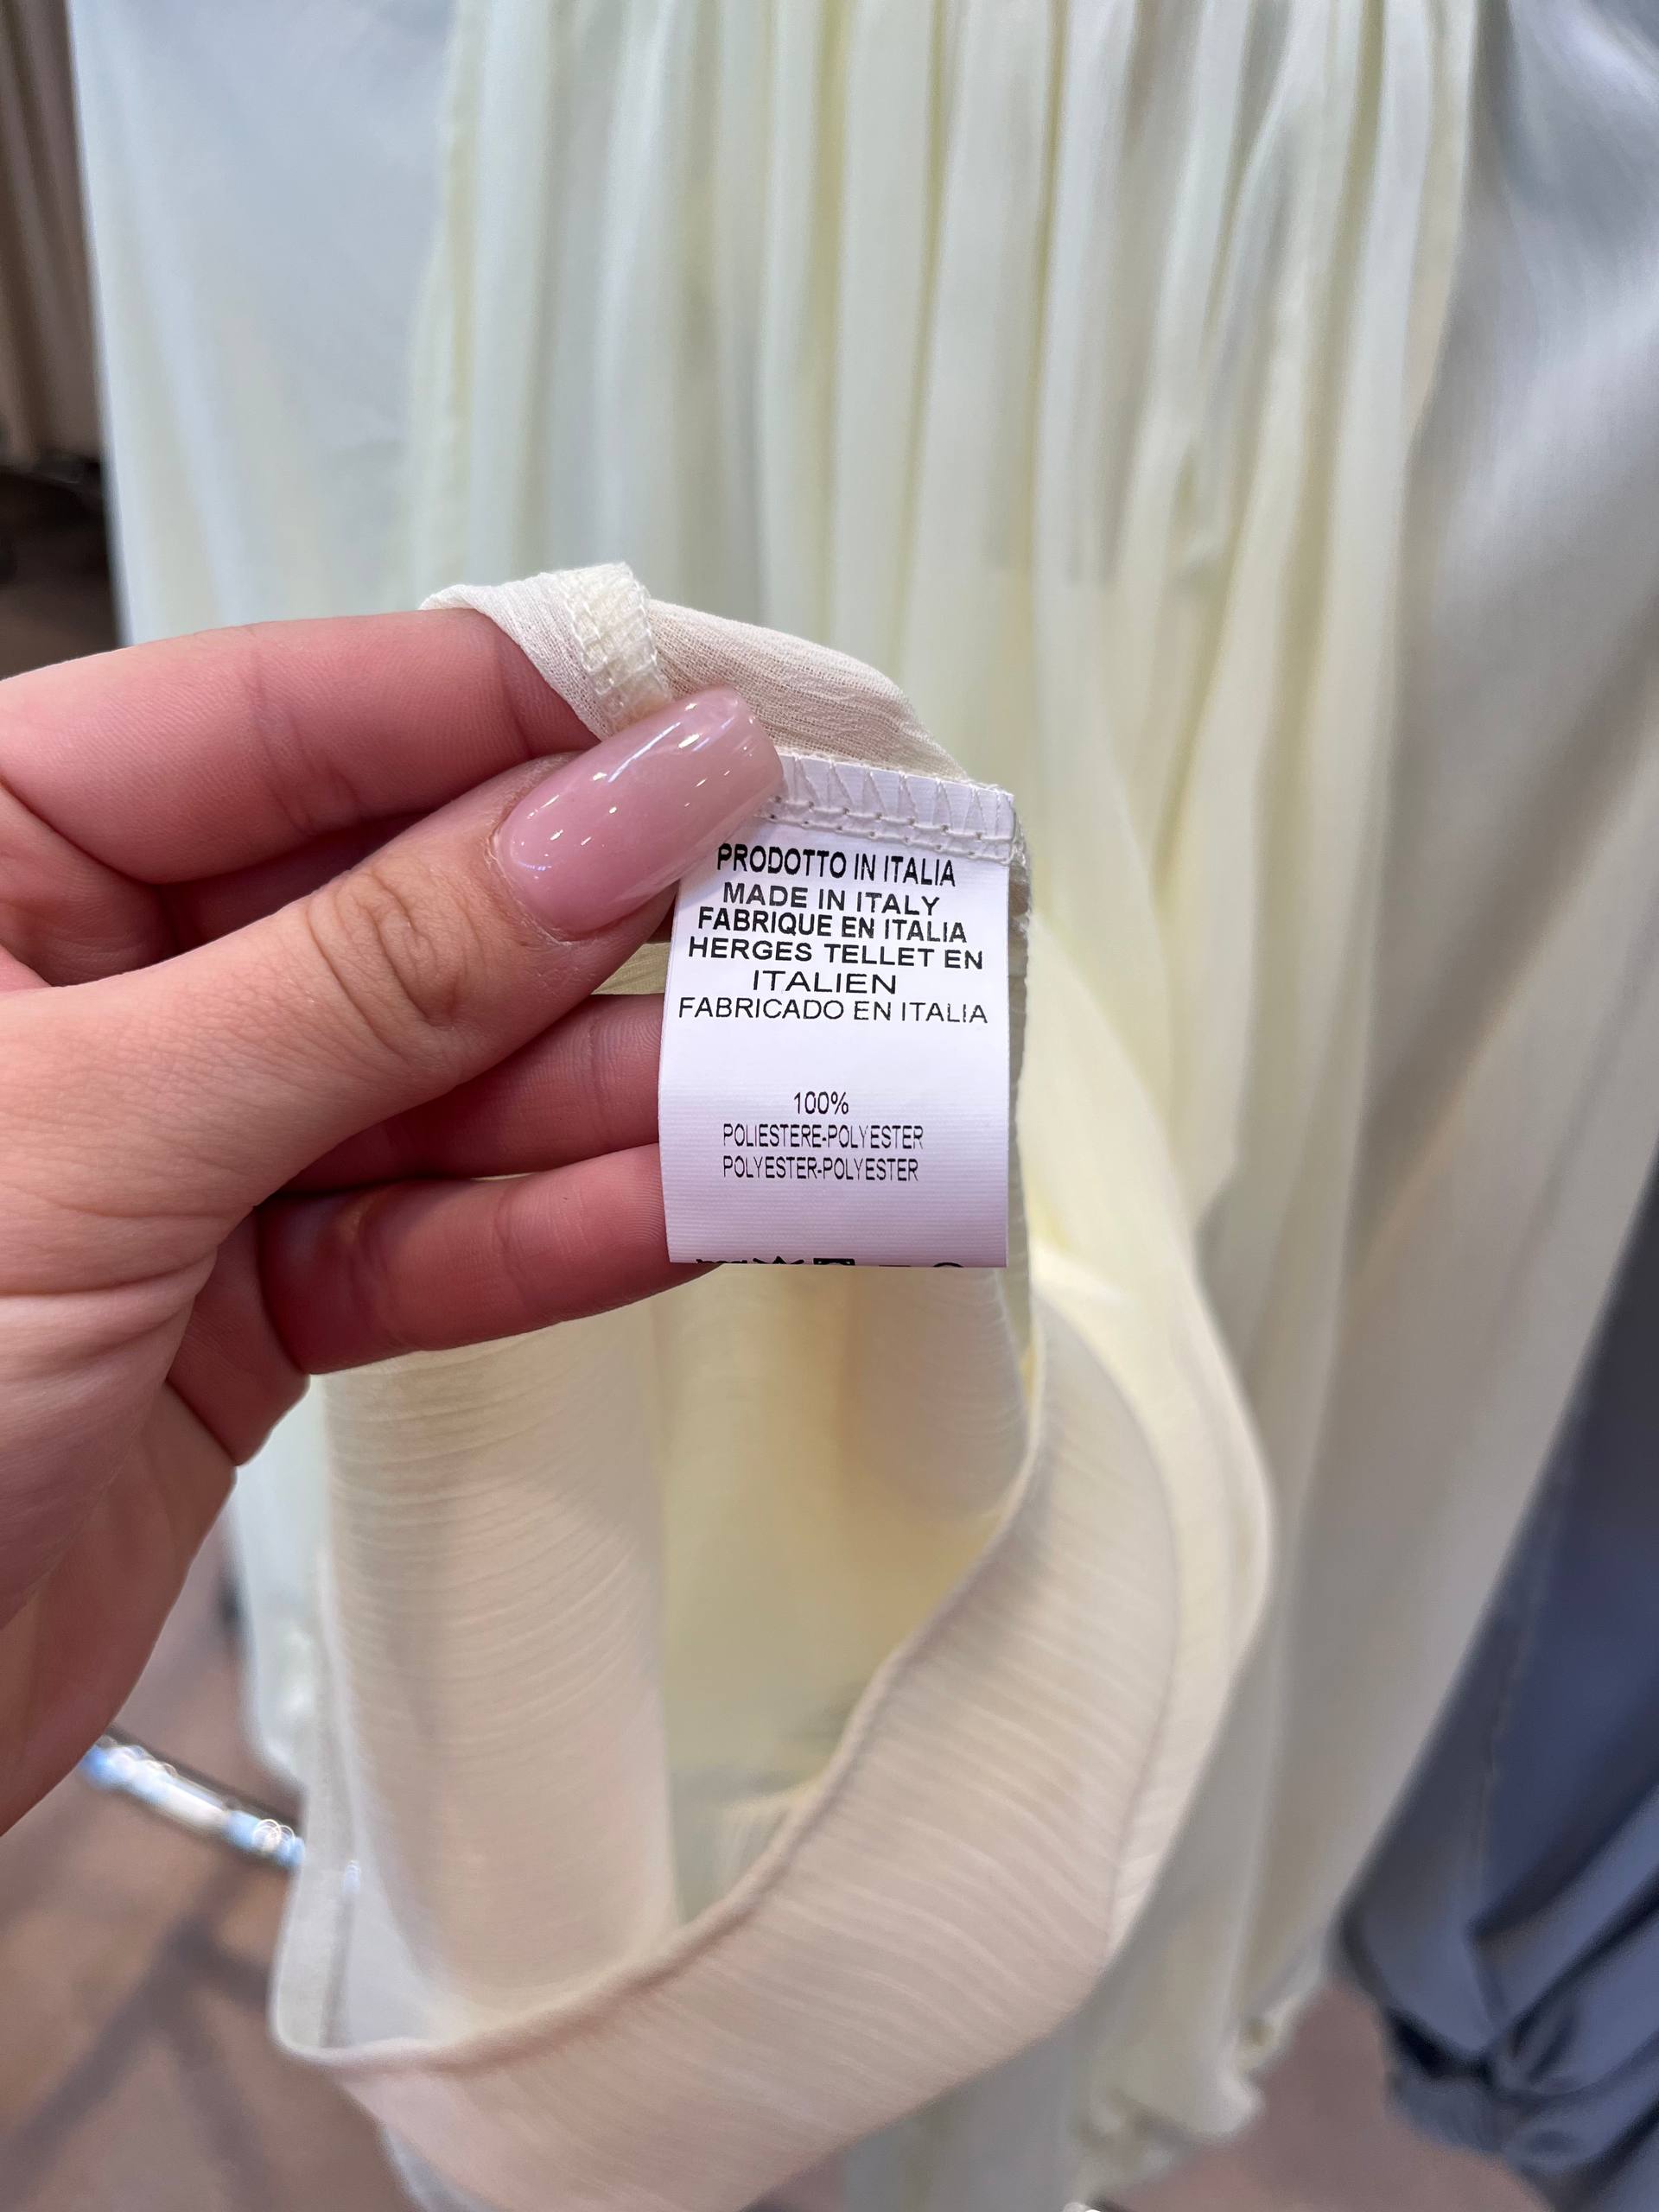 PRODOTTO IN ITALIA
MADE IN ITALY
FABRIQUE EN ITALIA
HERGES TELLET EN
ITALIEN
FABRICADO EN ITALIA
100%
POLIESTERE-POLYESTER
POLYESTER-POLYESTER